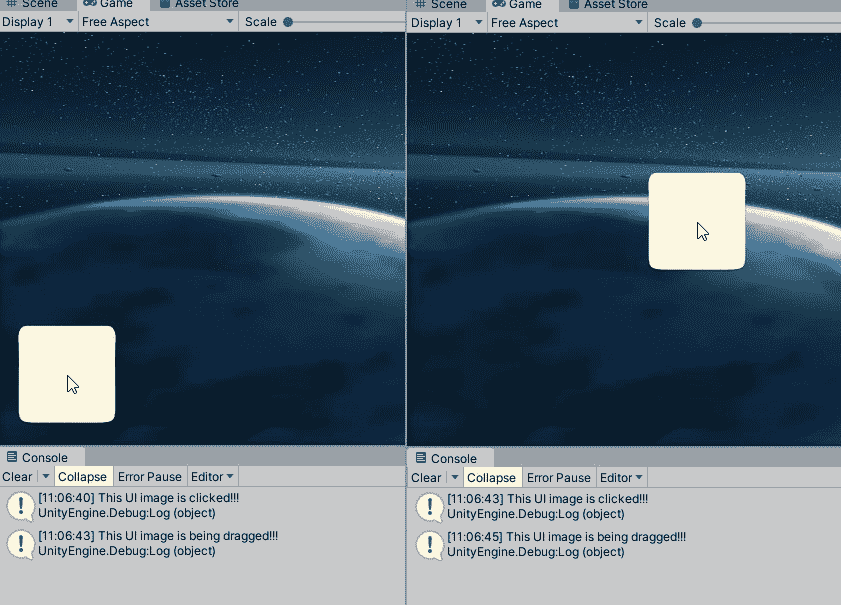 Scene Game Asset Store
Display 1 Free Aspect Scale
Console
Clear Collapse Error Pause Editor
! [11:06:40] This UI image is clicked!!!
UnityEngine.Debug:Log (object)
! [11:06:43] This UI image is being dragged!!!
UnityEngine.Debug:Log (object)
Scene Game Asset Store
Display 1 Free Aspect Scale
Console
Clear Collapse Error Pause Editor
! [11:06:43] This UI image is clicked!!!
UnityEngine.Debug:Log (object)
! [11:06:45] This UI image is being dragged!!!
UnityEngine.Debug:Log (object)